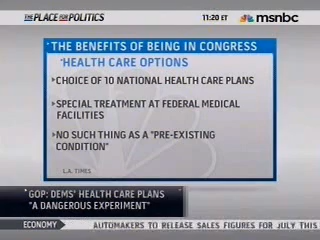 THE PLACE FOR POLITICS
11:20 ET
msnbc
THE BENEFITS OF BEING IN CONGRESS
HEALTH CARE OPTIONS
CHOICE OF 10 NATIONAL HEALTH CARE PLANS
SPECIAL TREATMENT AT FEDERAL MEDICAL
FACILITIES
NO SUCH THING AS A "PRE-EXISTING
CONDITION"
L.A. TIMES
GOP: DEMS' HEALTH CARE PLANS
"A DANGEROUS EXPERIMENT"
ECONOMY AUTOMAKERS TO RELEASE SALES FIGURES FOR JULY THIS